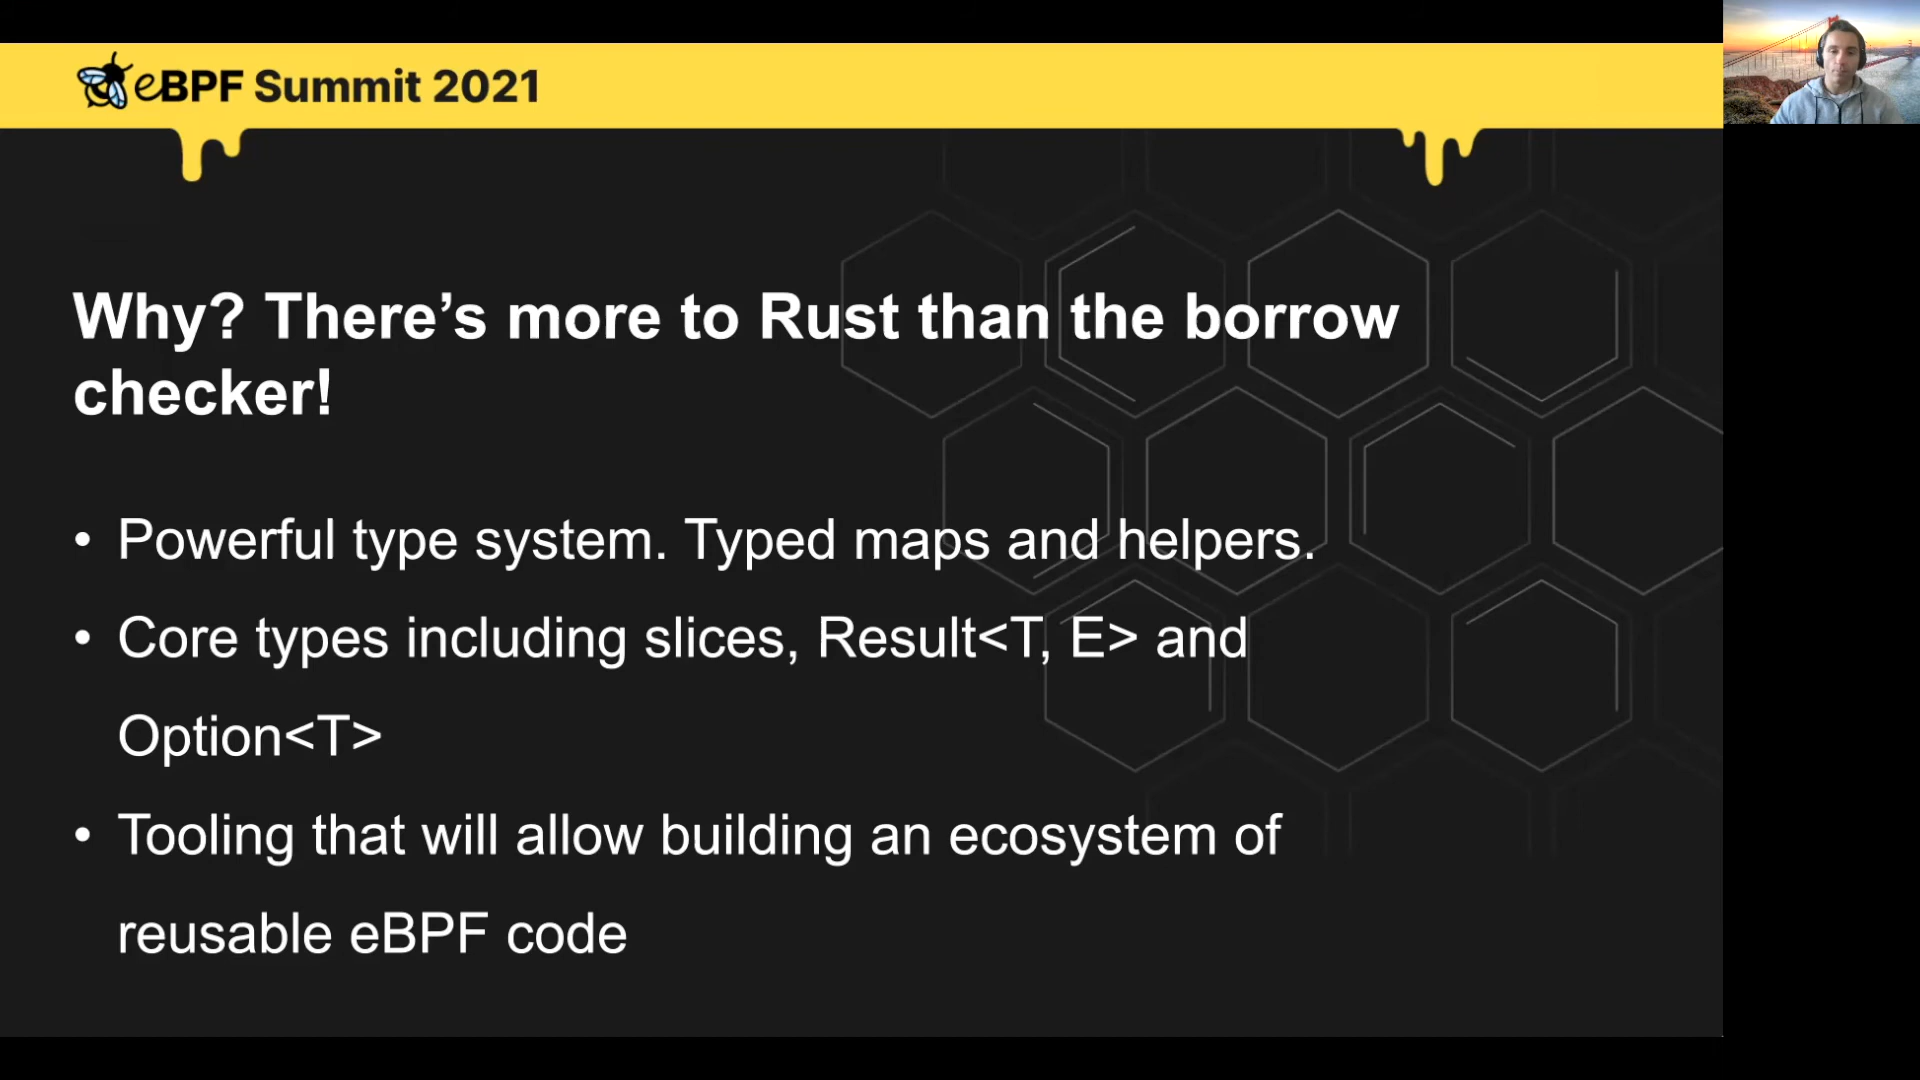 eBPF Summit 2021
Why? There’s more to Rust than the borrow
checker!
• Powerful type system. Typed maps and helpers.
• Core types including slices, Result<T, E> and
Option<T>
• Tooling that will allow building an ecosystem of
reusable eBPF code